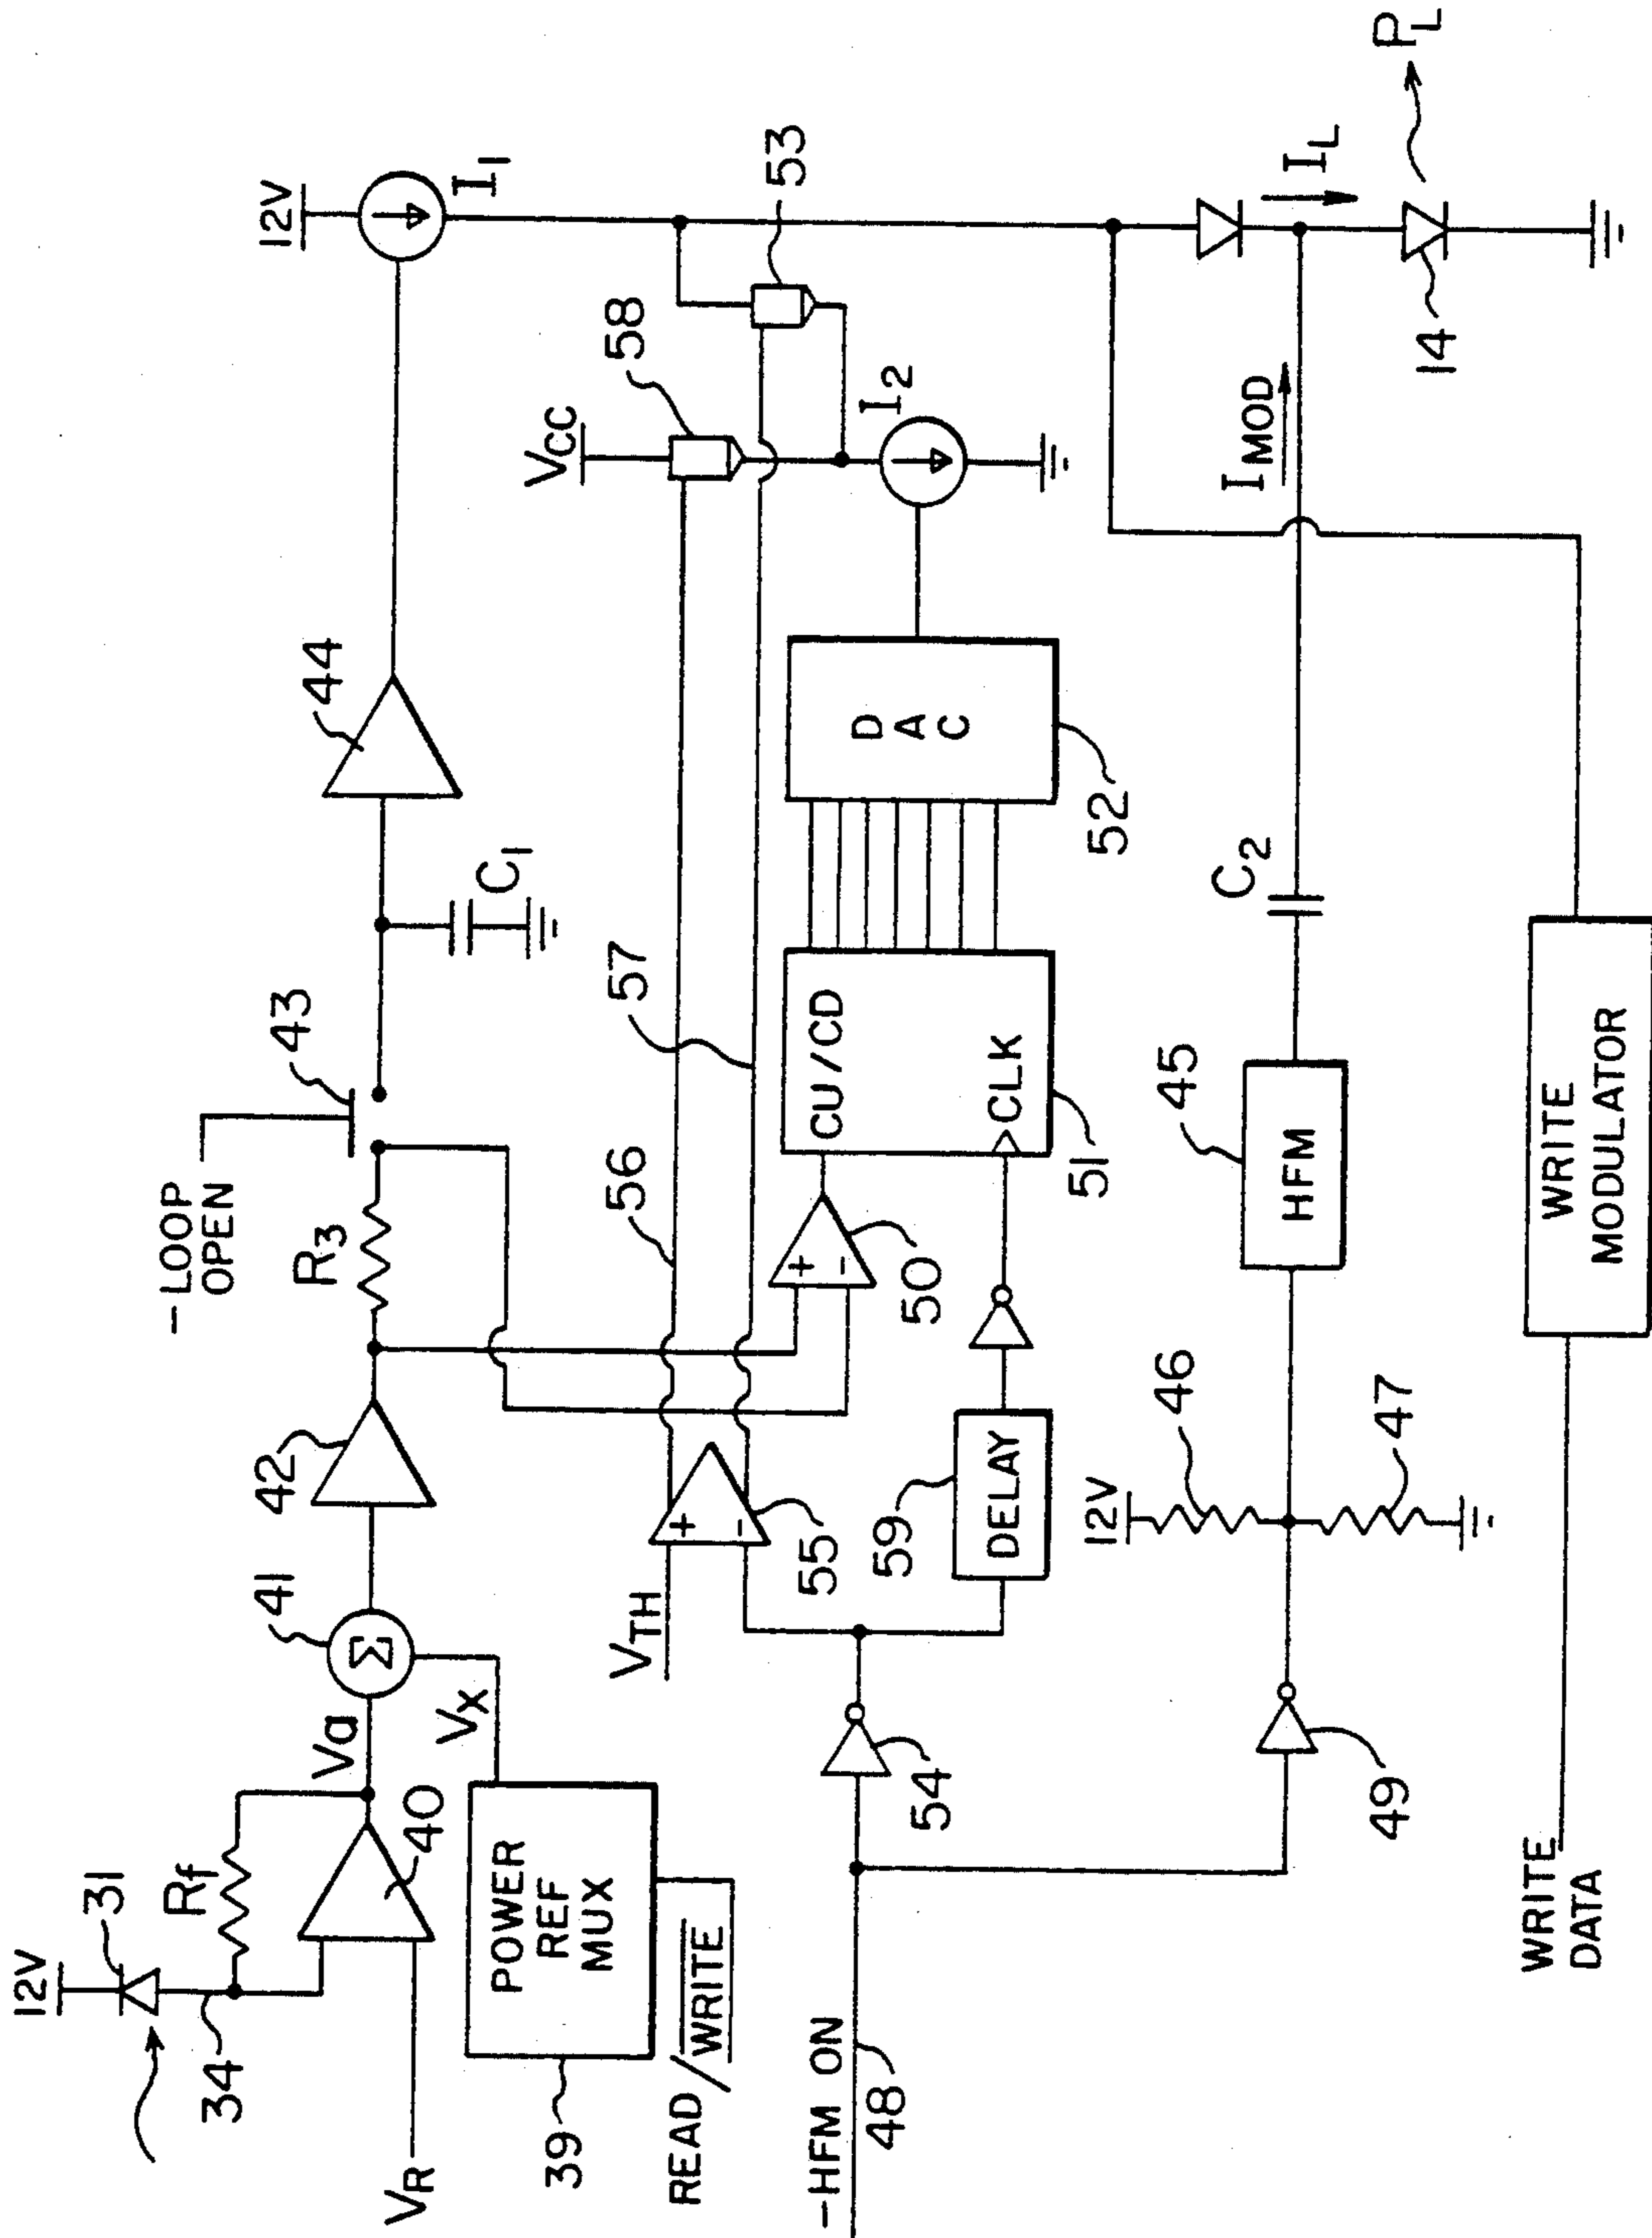 12V
31
34
Rf
Va
40
VR
POWER
REF
MUX
39
READ/WRITE
VX
41
Σ
42
R3
-LOOP
OPEN
43
C1
44
12V
I1
VTH
+
-
55
56
57
+
-
50
CU/CD
CLK
51
DAC
52
VCC
58
53
I2
-HFM ON
48
54
59
DELAY
49
12V
46
47
HFM
45
C2
IMOD
IL
14
PL
WRITE
DATA
WRITE
MODULATOR